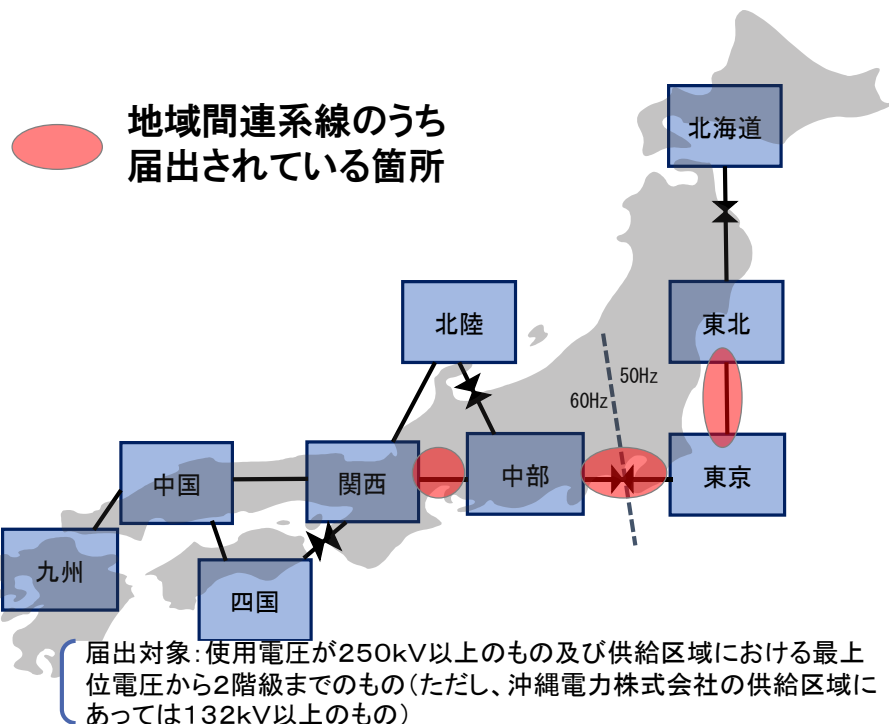 地域間連系線のうち
届出されている箇所
北海道
東北
北陸
50Hz
60Hz
中国
関西
中部
東京
九州
四国
届出対象：使用電圧が250kV以上のもの及び供給区域における最上
位電圧から2階級までのもの（ただし、沖縄電力株式会社の供給区域に
あっては132kV以上のもの）